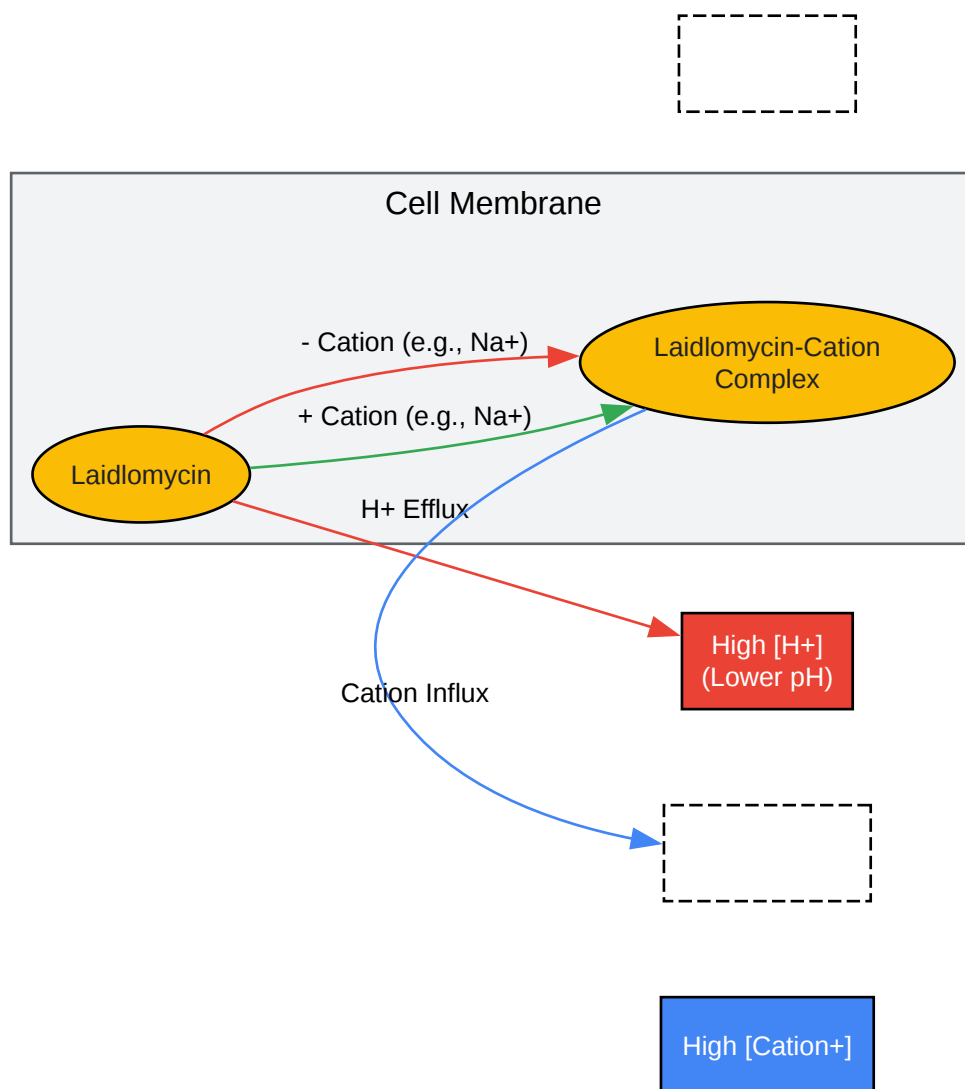 Cell Membrane
- Cation (e.g., Na+)
Laidlomycin-Cation
Complex
+ Cation (e.g., Na+)
Laidlomycin
H+ Efflux
High [H+]
(Lower pH)
Cation Influx
High [Cation+]